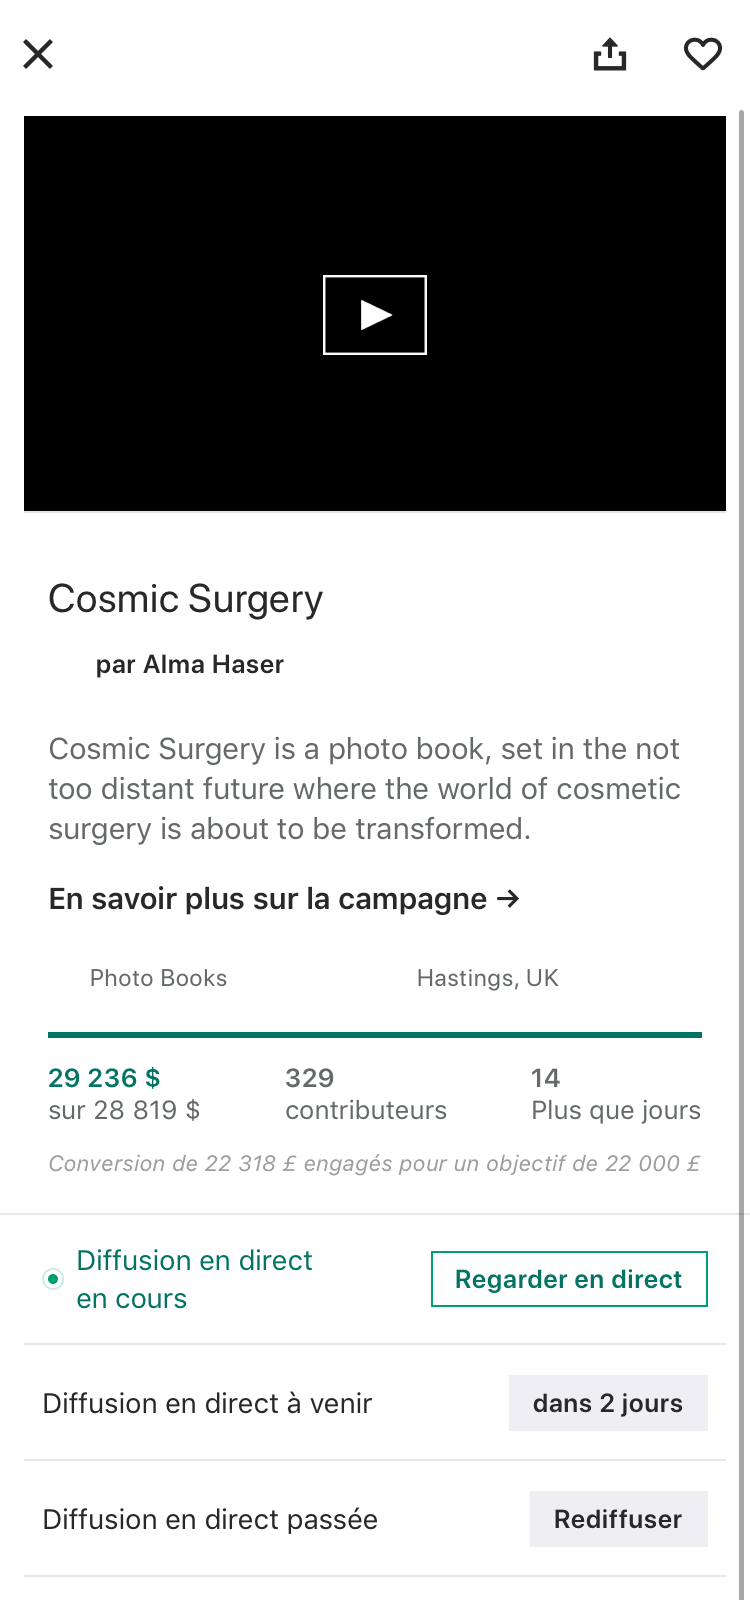 Cosmic Surgery
par Alma Haser
Cosmic Surgery is a photo book, set in the not
too distant future where the world of cosmetic
surgery is about to be transformed.
En savoir plus sur la campagne →
Photo Books
Hastings, UK
29 236 $
sur 28 819 $
329
contributeurs
14
Plus que jours
Conversion de 22 318 £ engagés pour un objectif de 22 000 £
Diffusion en direct
en cours
Regarder en direct
Diffusion en direct à venir
dans 2 jours
Diffusion en direct passée
Rediffuser